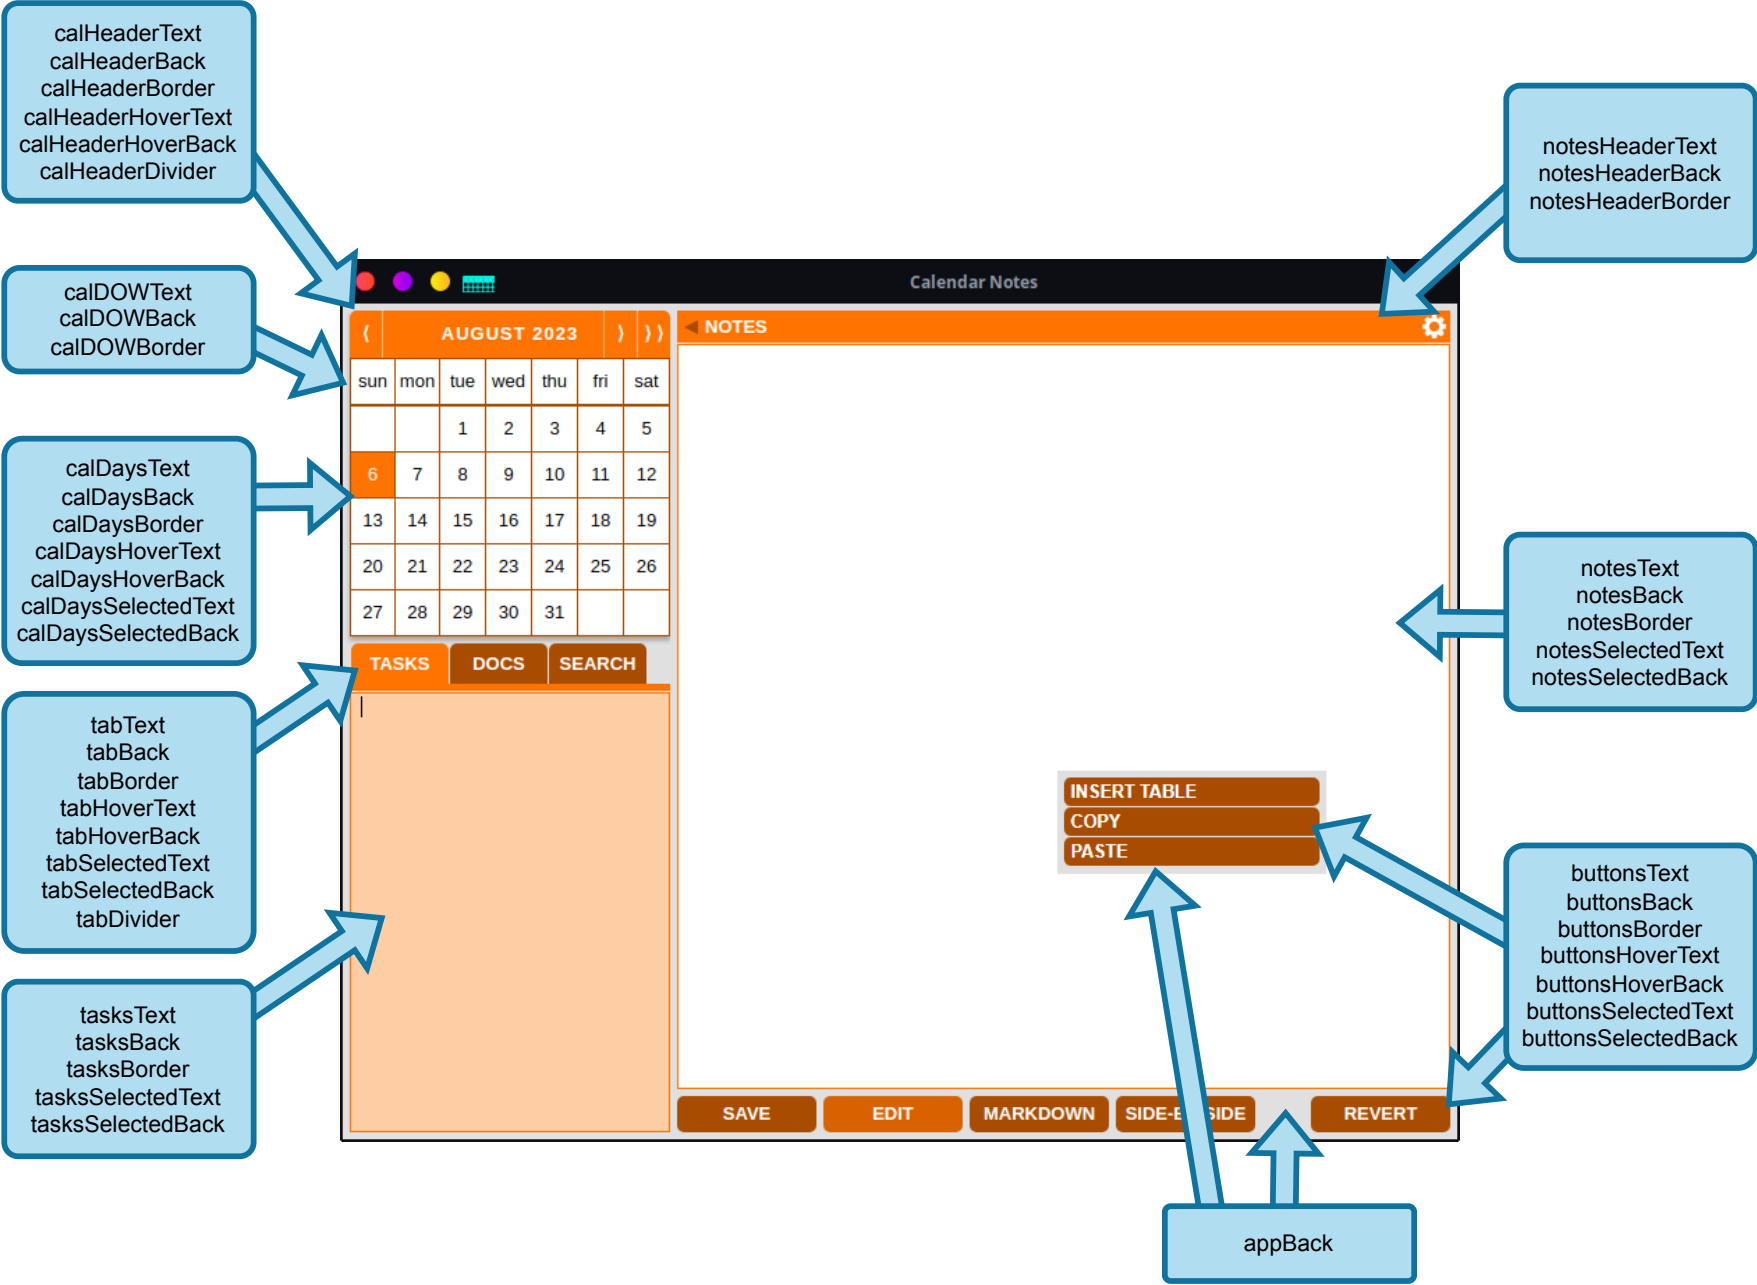 calHeaderText
calHeaderBack
calHeaderBorder
calHeaderHoverText
calHeaderHoverBack
calHeaderDivider
notesHeaderText
notesHeaderBack
notesHeaderBorder
calDOWText
calDOWBack
calDOWBorder
calDaysText
calDaysBack
calDaysBorder
calDaysHoverText
calDaysHoverBack
calDaysSelectedText
calDaysSelectedBack
tabText
tabBack
tabBorder
tabHoverText
tabHoverBack
tabSelectedText
tabSelectedBack
tabDivider
tasksText
tasksBack
tasksBorder
tasksSelectedText
tasksSelectedBack
Calendar Notes
AUGUST 2023
sun mon tue wed thu fri sat
1 2 3 4 5
6 7 8 9 10 11 12
13 14 15 16 17 18 19
20 21 22 23 24 25 26
27 28 29 30 31
TASKS DOCS SEARCH
NOTES
INSERT TABLE
COPY
PASTE
SAVE EDIT MARKDOWN SIDE-BY-SIDE REVERT
notesText
notesBack
notesBorder
notesSelectedText
notesSelectedBack
buttonsText
buttonsBack
buttonsBorder
buttonsHoverText
buttonsHoverBack
buttonsSelectedText
buttonsSelectedBack
appBack